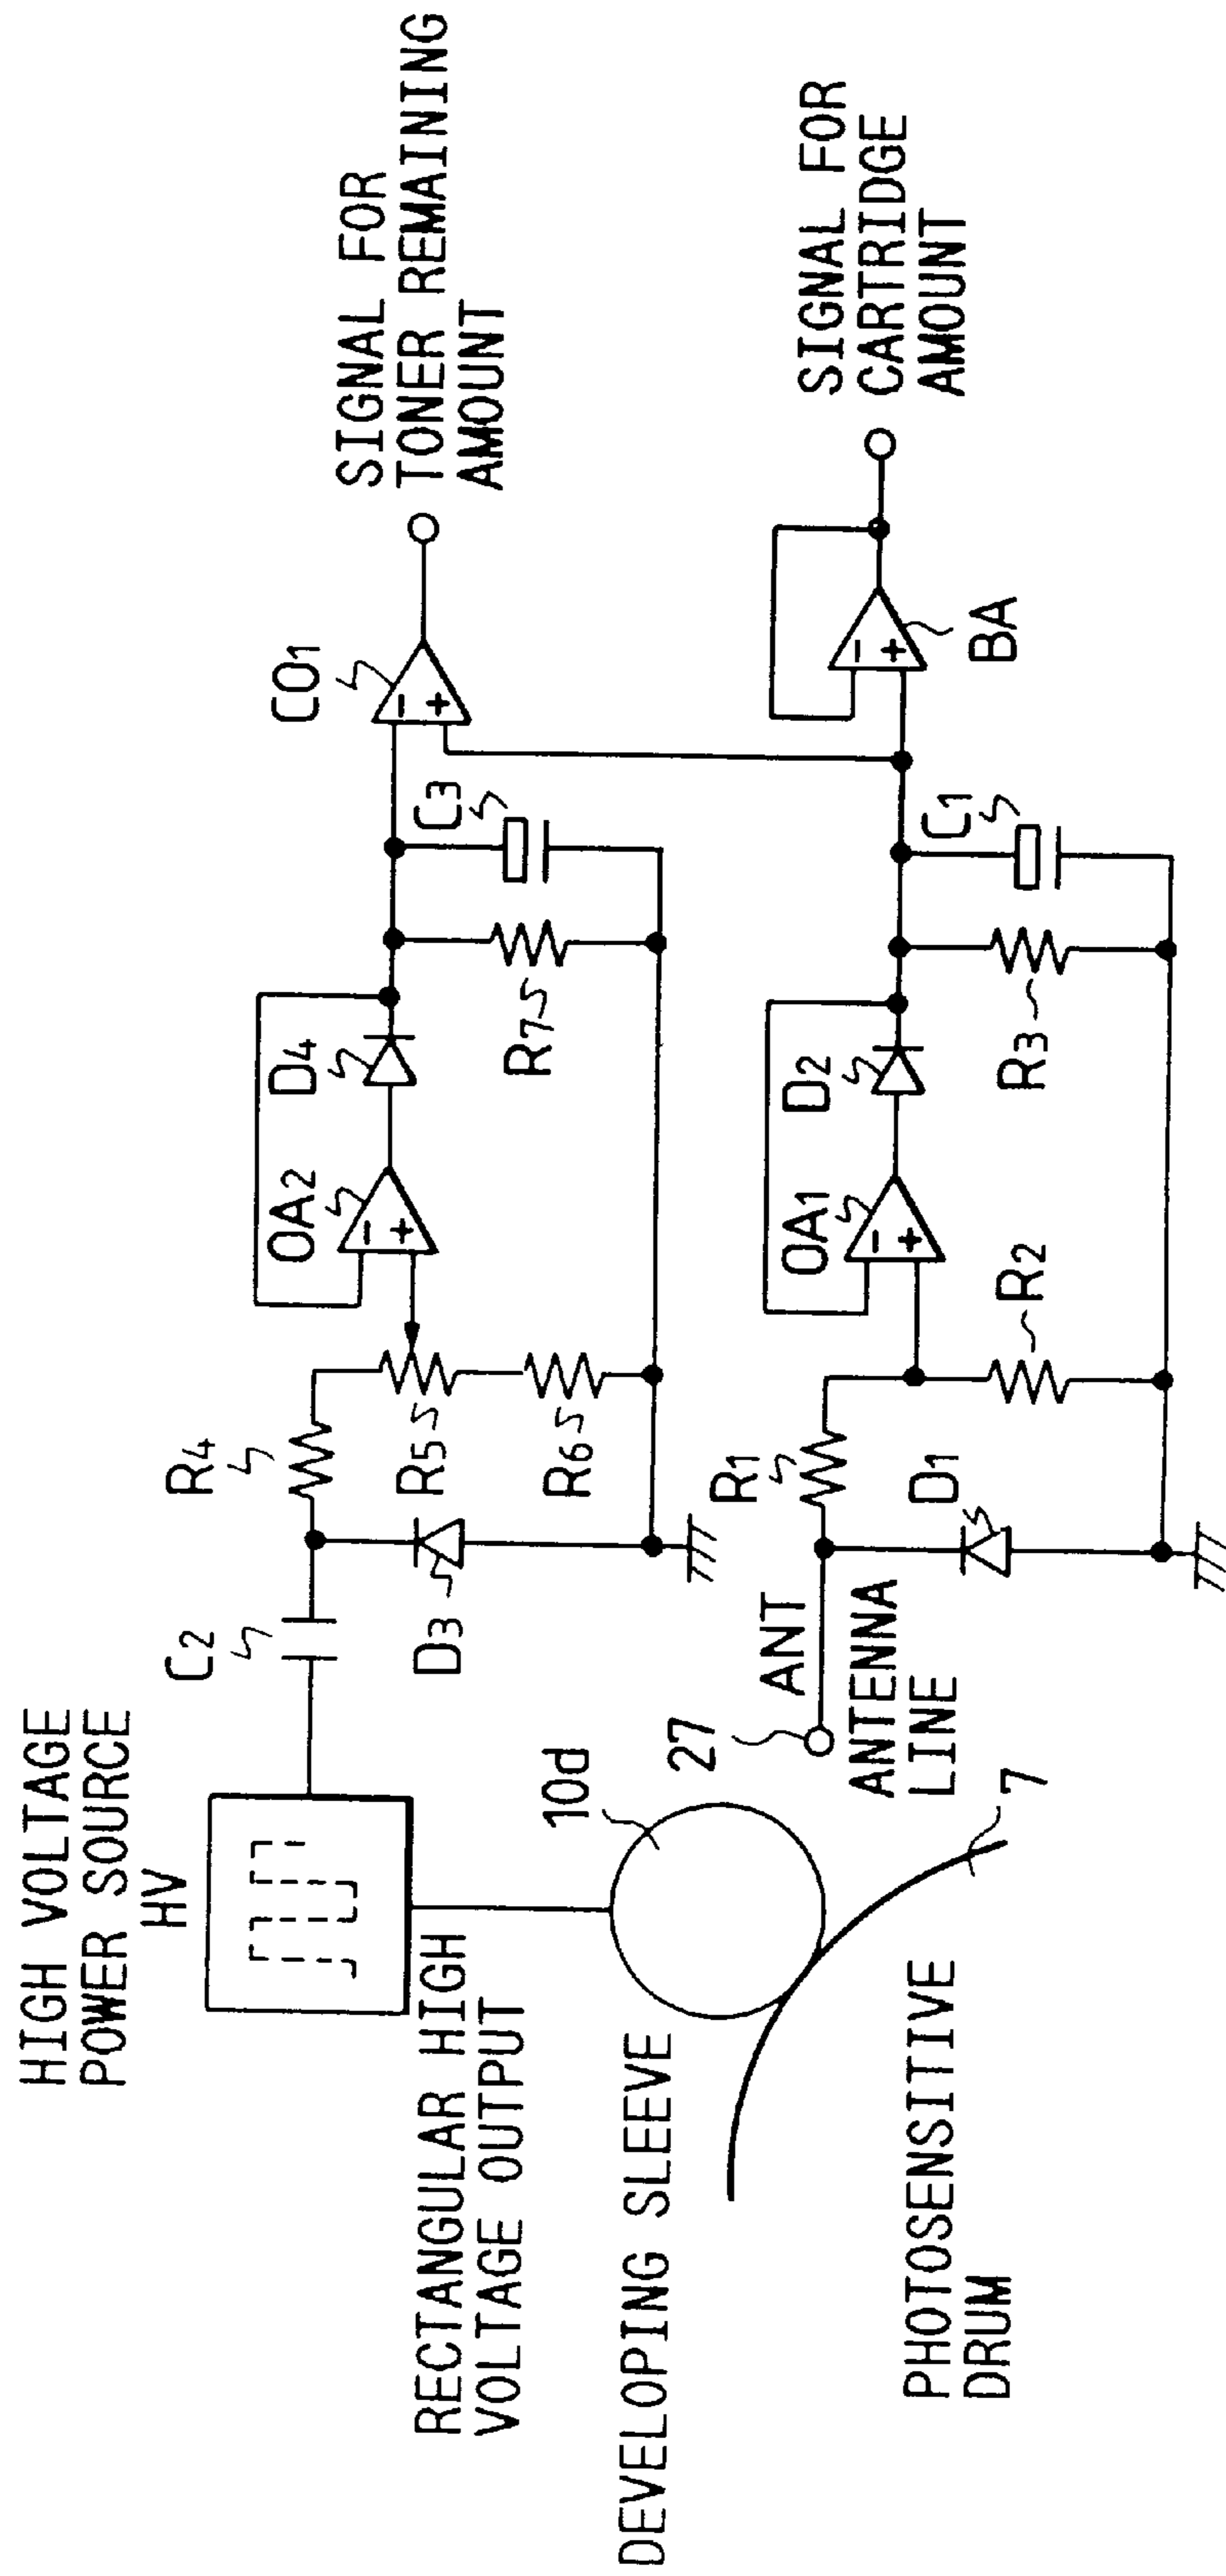 HIGH VOLTAGE
POWER SOURCE
HV
RECTANGULAR HIGH
VOLTAGE OUTPUT
DEVELOPING SLEEVE
10d
PHOTOSENSITIVE
DRUM
7
27
ANT
ANTENNA
LINE
C2
R4
D3
R5
R6
OA2
-
+
D4
R7
C3
CO1
-
+
SIGNAL FOR
TONER REMAINING
AMOUNT
R1
D1
R2
OA1
-
+
D2
R3
C1
-
+
BA
SIGNAL FOR
CARTRIDGE
AMOUNT